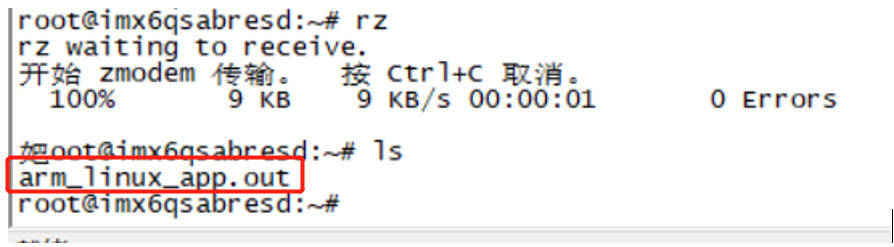 root@imx6qsabresd:~# rz
rz waiting to receive.
开始 zmodem 传输。 按 Ctrl+C 取消。
100% 9 KB 9 KB/s 00:00:01 0 Errors
oot@imx6qsabresd:~# ls
arm_linux_app.out
root@imx6qsabresd:~#